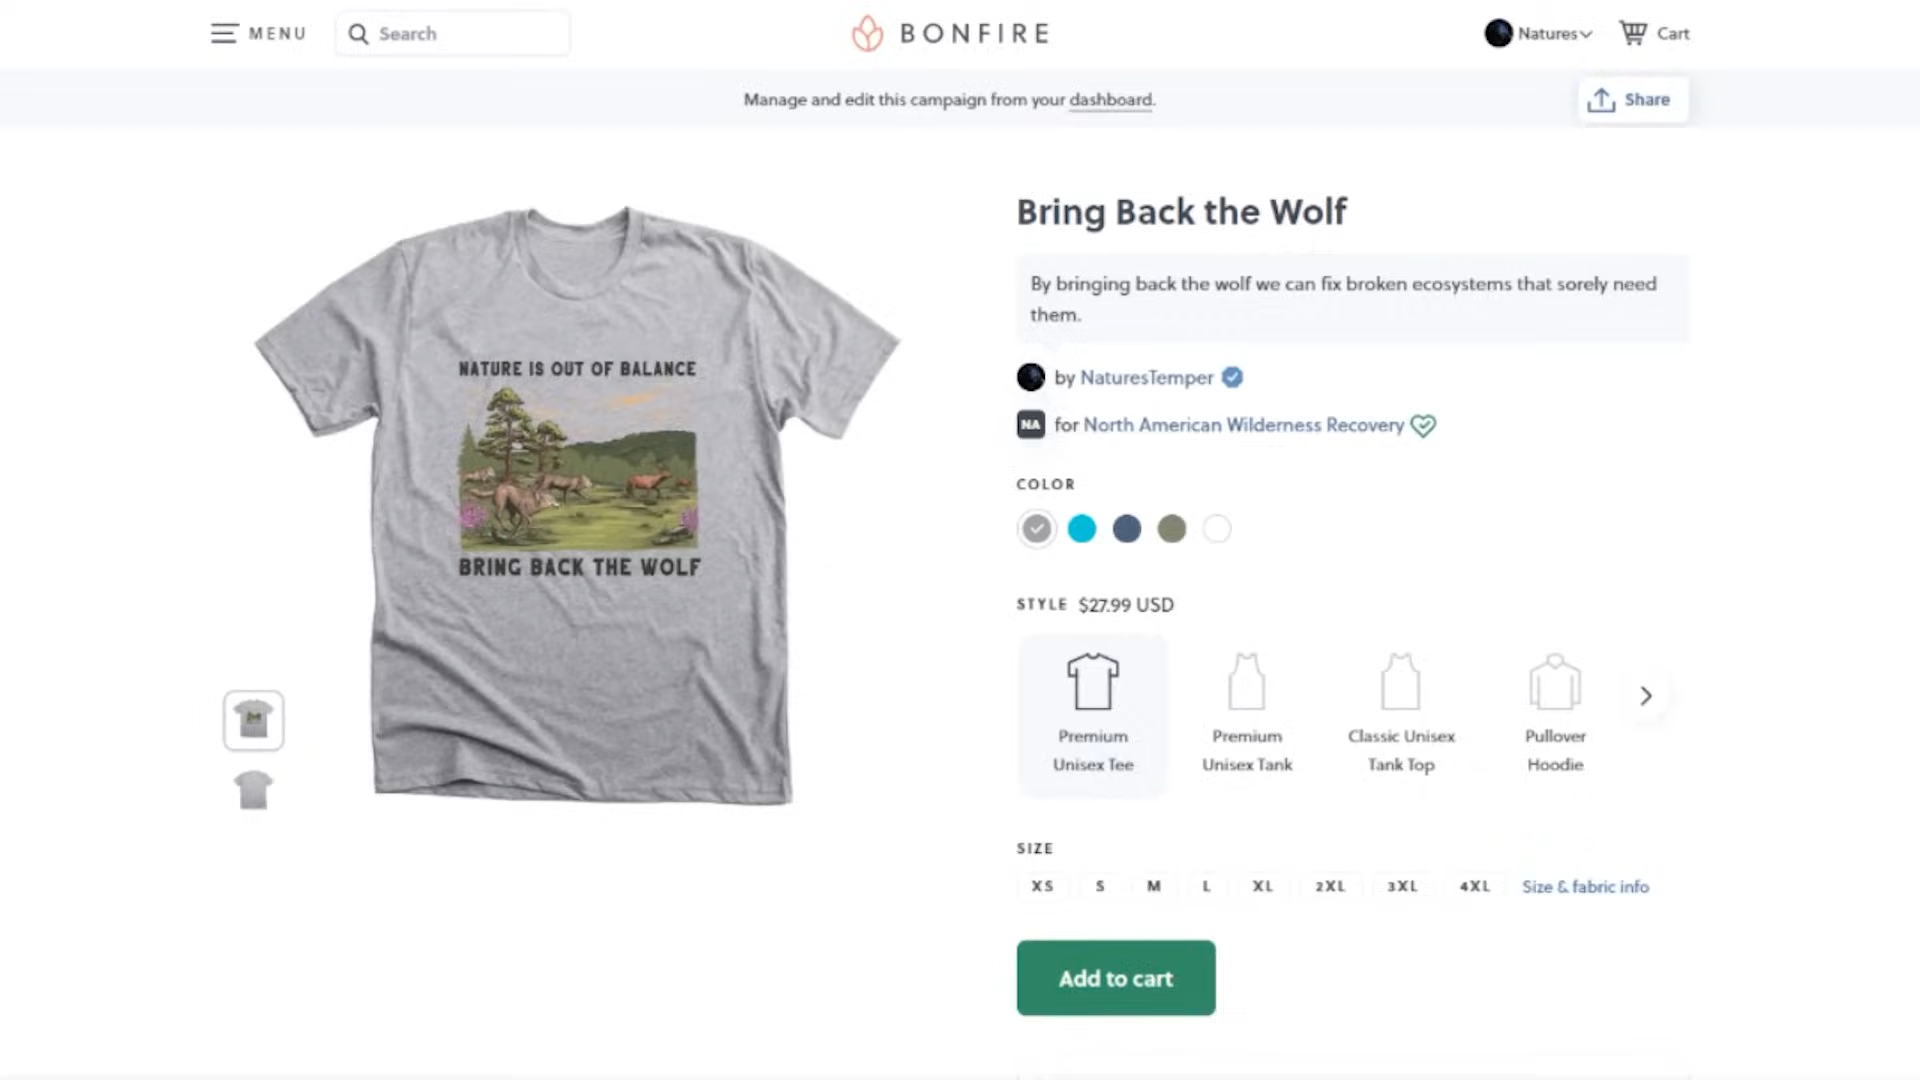 MENU
Search
BONFIRE
Natures
Cart
Manage and edit this campaign from your dashboard.
Share
NATURE IS OUT OF BALANCE
BRING BACK THE WOLF
Bring Back the Wolf
By bringing back the wolf we can fix broken ecosystems that sorely need
them.
by NaturesTemper
NA for North American Wilderness Recovery
COLOR
STYLE $27.99 USD
Premium
Unisex Tee
Premium
Unisex Tank
Classic Unisex
Tank Top
Pullover
Hoodie
SIZE
XS S M L XL 2XL 3XL 4XL Size & fabric info
Add to cart